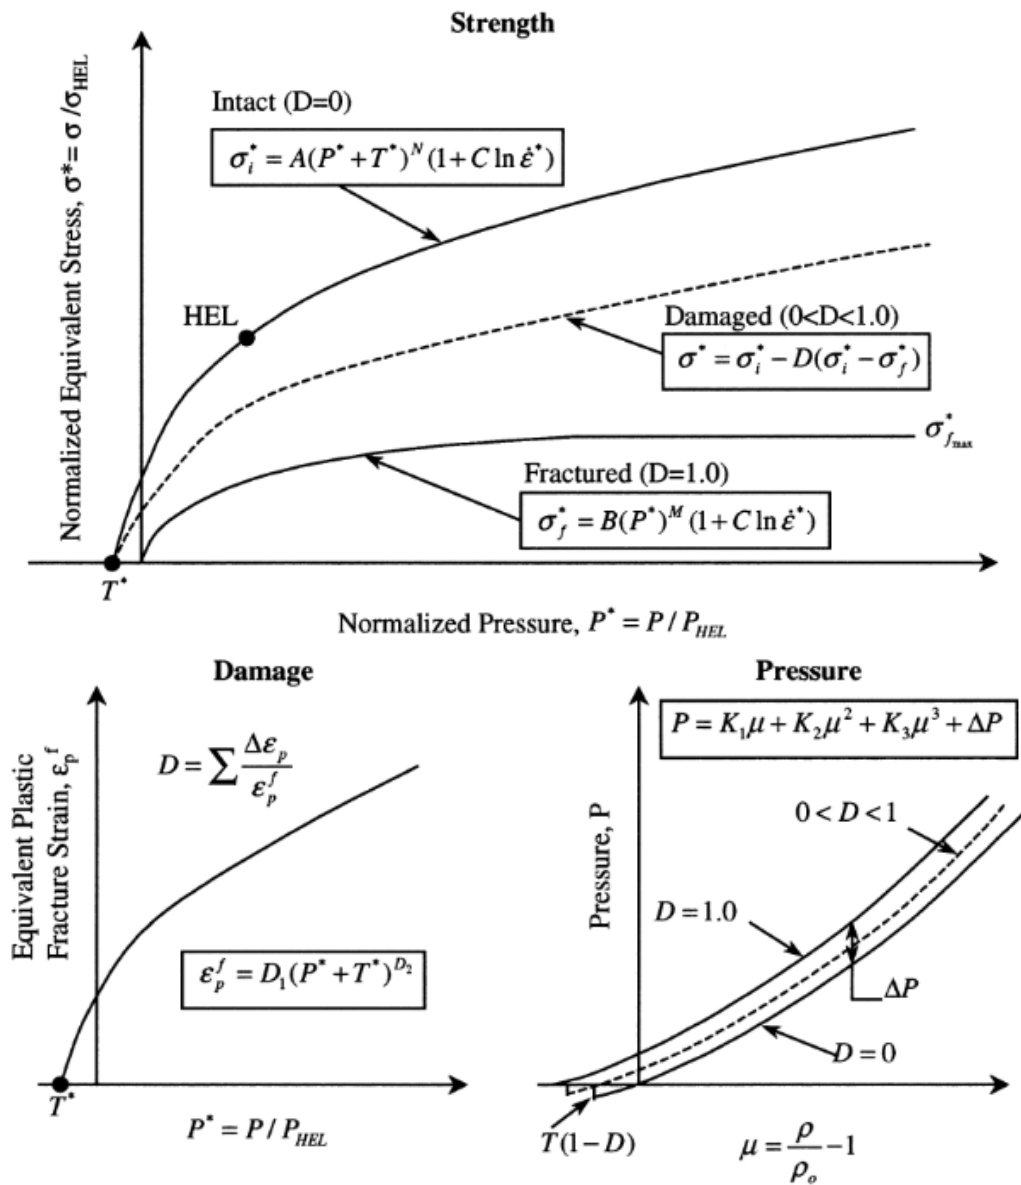 Strength
Normalized Equivalent Stress, σ* = σ /σ_HEL
Intact (D=0)
σ_i^* = A(P^* + T^*)^N (1 + C ln ε̇^*)
HEL
Damaged (0<D<1.0)
σ^* = σ_i^* − D(σ_i^* − σ_f^*)
σ_{f_max}^*
Fractured (D=1.0)
σ_f^* = B(P^*)^M (1 + C ln ε̇^*)
T^*
Normalized Pressure, P^* = P / P_HEL
Damage
Equivalent Plastic
Fracture Strain, ε_p^f
D = ∑ Δε_p / ε_p^f
ε_p^f = D_1(P^* + T^*)^{D_2}
T^*
P^* = P / P_HEL
Pressure
P = K_1μ + K_2μ^2 + K_3μ^3 + ΔP
Pressure, P
0 < D < 1
D = 1.0
ΔP
D = 0
T(1 − D)
μ = ρ / ρ_o − 1